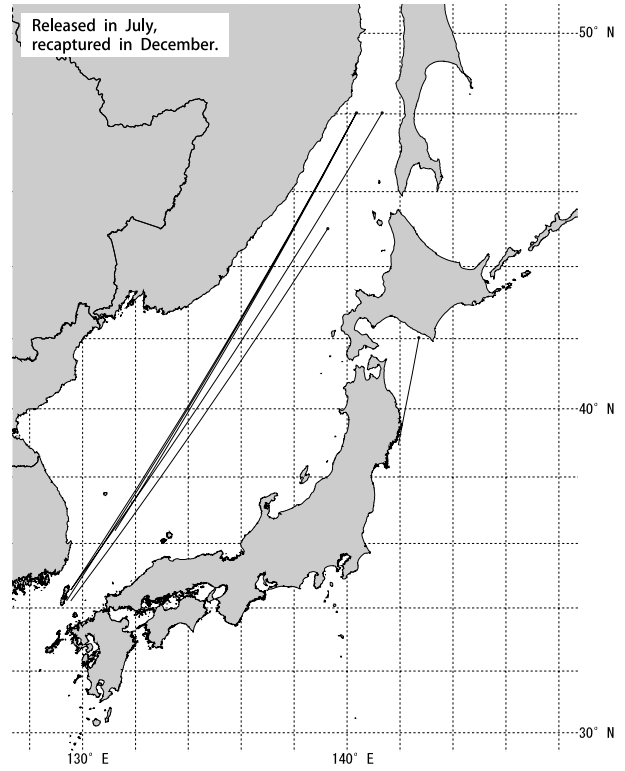 Released in July,
recaptured in December.
50° N
40° N
30° N
130° E
140° E